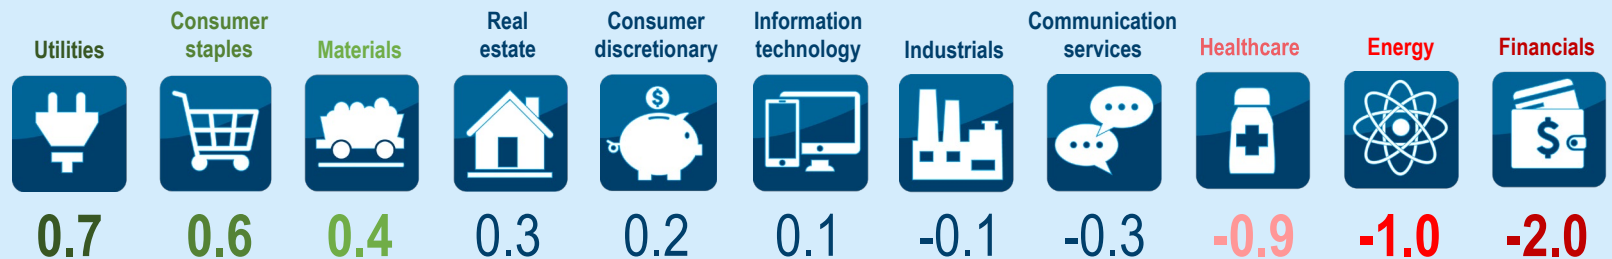 Utilities
Consumer
staples
Materials
Real
estate
Consumer
discretionary
Information
technology
Industrials
Communication
services
Healthcare
Energy
Financials
$
$
0.7
0.6
0.4
0.3
0.2
0.1
-0.1
-0.3
-0.9
-1.0
-2.0